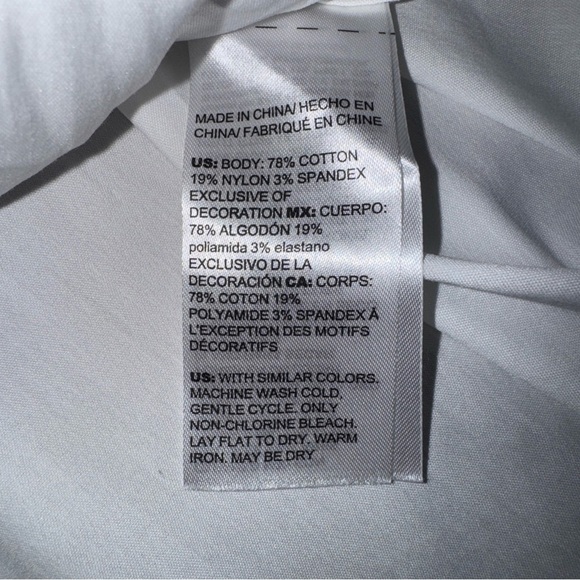 MADE IN CHINA/ HECHO EN
CHINA/ FABRIQUÉ EN CHINE
US: BODY: 78% COTTON
19% NYLON 3% SPANDEX
EXCLUSIVE OF
DECORATION MX: CUERPO:
78% ALGODÓN 19%
poliamida 3% elastano
EXCLUSIVO DE LA
DECORACIÓN CA: CORPS:
78% COTON 19%
POLYAMIDE 3% SPANDEX À
L'EXCEPTION DES MOTIFS
DÉCORATIFS
US: WITH SIMILAR COLORS.
MACHINE WASH COLD,
GENTLE CYCLE. ONLY
NON-CHLORINE BLEACH.
LAY FLAT TO DRY. WARM
IRON. MAY BE DRY